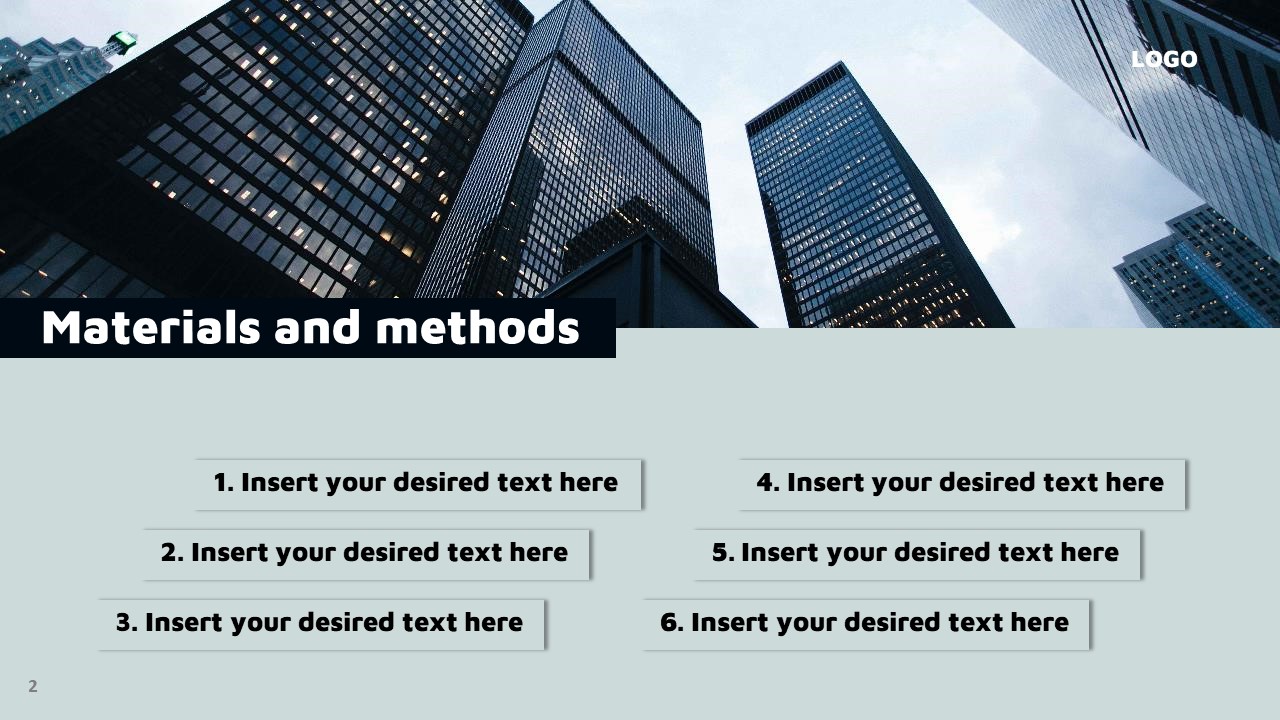 LOGO
Materials and methods
1. Insert your desired text here
2. Insert your desired text here
3. Insert your desired text here
4. Insert your desired text here
5. Insert your desired text here
6. Insert your desired text here
2